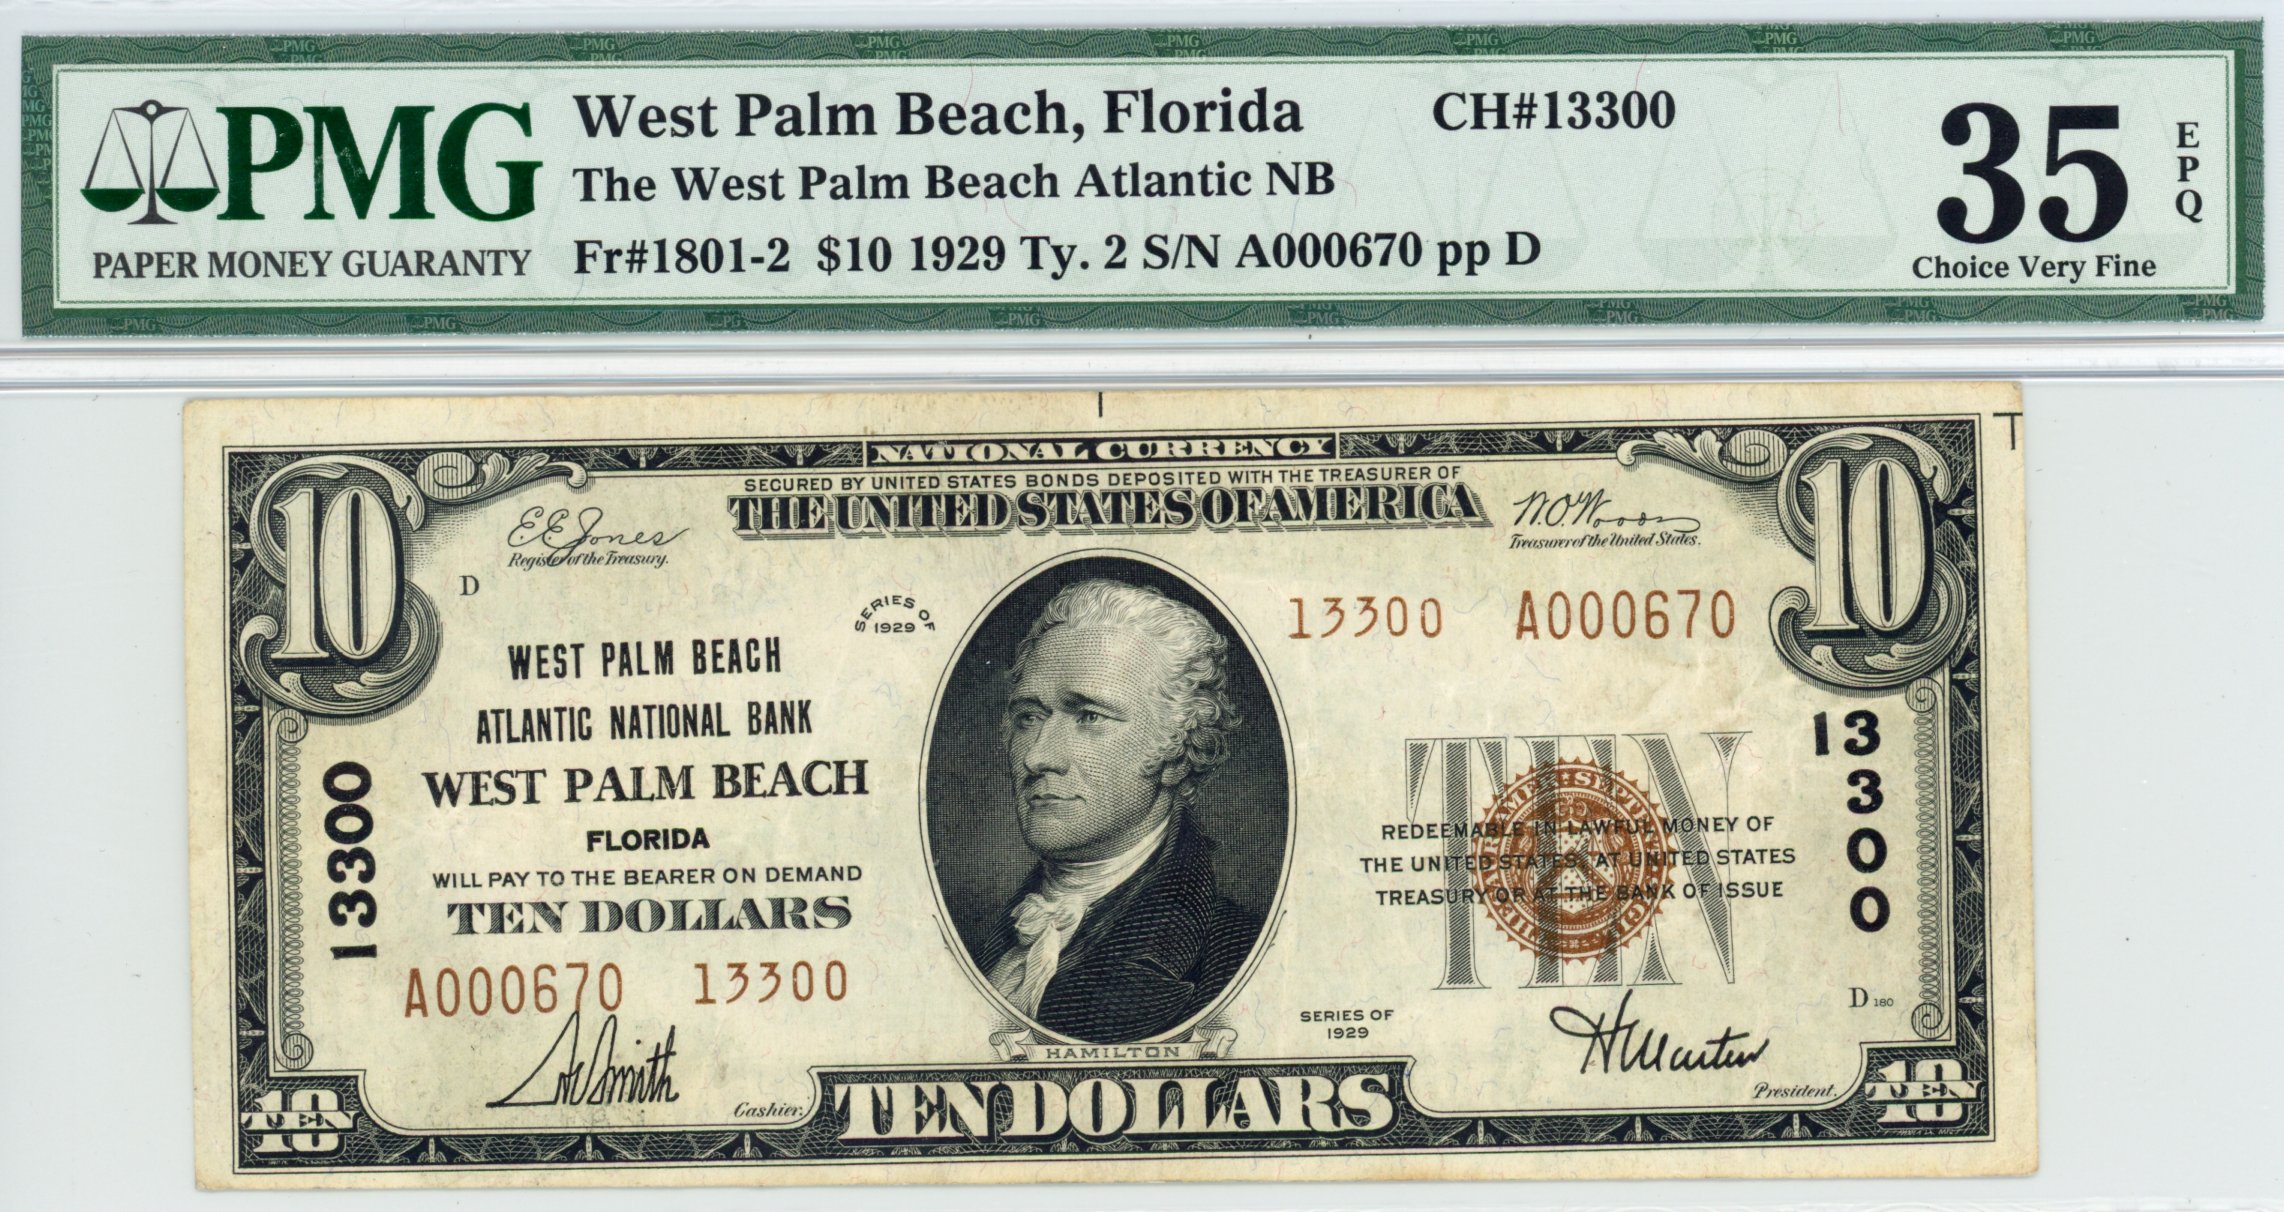 PMG
PAPER MONEY GUARANTY
West Palm Beach, Florida CH#13300
The West Palm Beach Atlantic NB
Fr#1801-2 $10 1929 Ty. 2 S/N A000670 pp D
35
EPQ
Choice Very Fine
NATIONAL CURRENCY
SECURED BY UNITED STATES BONDS DEPOSITED WITH THE TREASURER OF
THE UNITED STATES OF AMERICA
10
10
E.E. Jones
Register of the Treasury.
W.O. Woods
Treasurer of the United States.
D
SERIES OF
1929
13300 A000670
WEST PALM BEACH
ATLANTIC NATIONAL BANK
WEST PALM BEACH
FLORIDA
WILL PAY TO THE BEARER ON DEMAND
TEN DOLLARS
A000670 13300
13300
13300
TEN
REDEEMABLE IN LAWFUL MONEY OF
THE UNITED STATES AT UNITED STATES
TREASURY OR AT THE BANK OF ISSUE
D 180
SERIES OF
1929
HAMILTON
Smith
Cashier.
President.
10
TEN
TEN DOLLARS
10
TEN